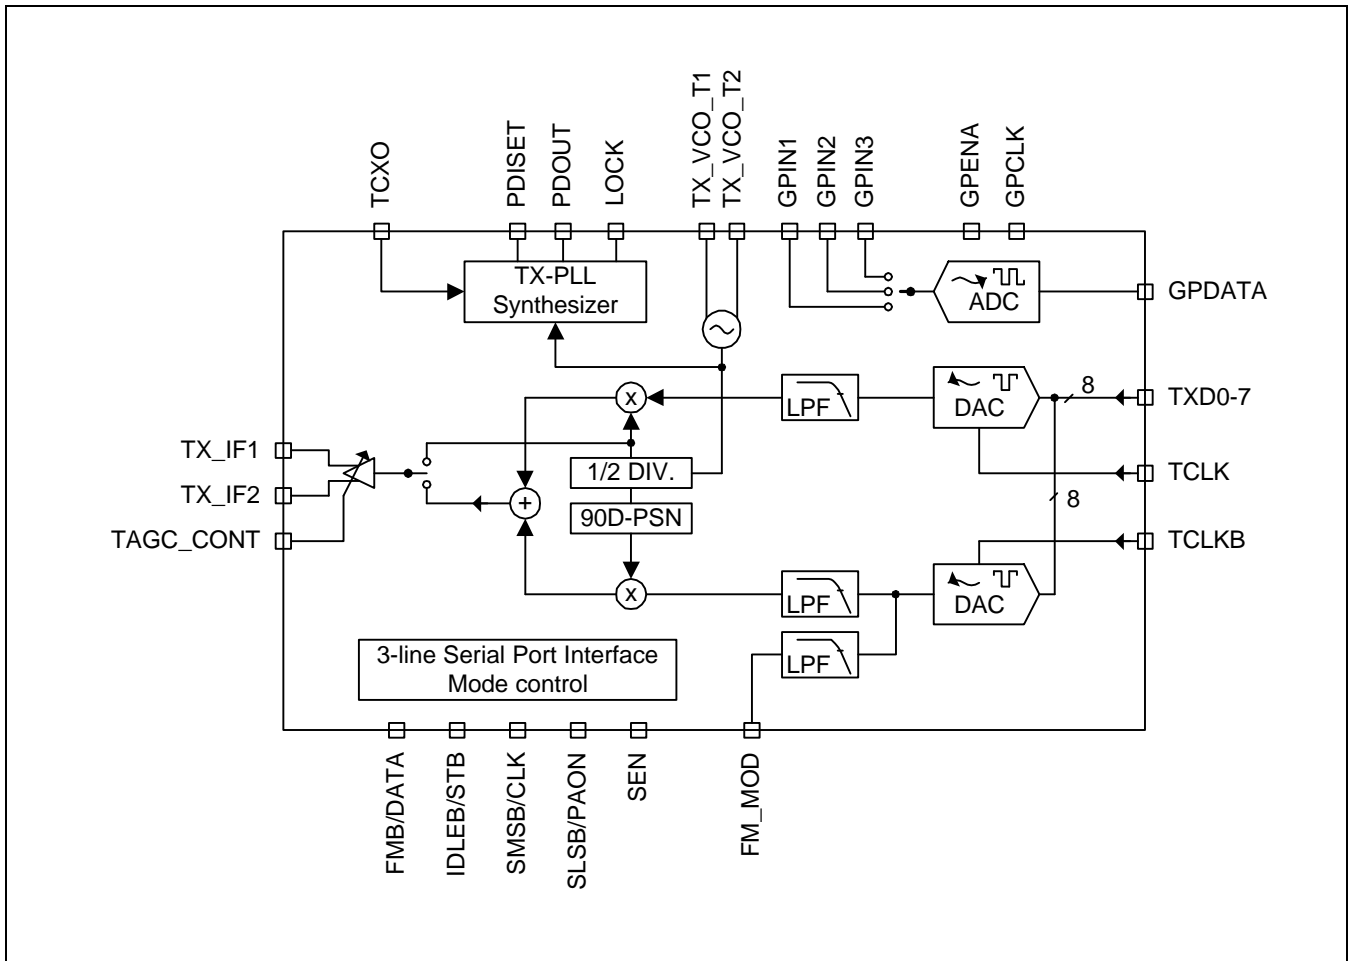 TCXO
PDISET
PDOUT
LOCK
TX_VCO_T1
TX_VCO_T2
GPIN1
GPIN2
GPIN3
GPENA
GPCLK
TX-PLL
Synthesizer
ADC
GPDATA
LPF
DAC
8
TXD0-7
x
TX_IF1
1/2 DIV.
TCLK
TX_IF2
+
90D-PSN
8
TAGC_CONT
TCLKB
x
LPF
DAC
3-line Serial Port Interface
Mode control
LPF
FMB/DATA
IDLEB/STB
SMSB/CLK
SLSB/PAON
SEN
FM_MOD